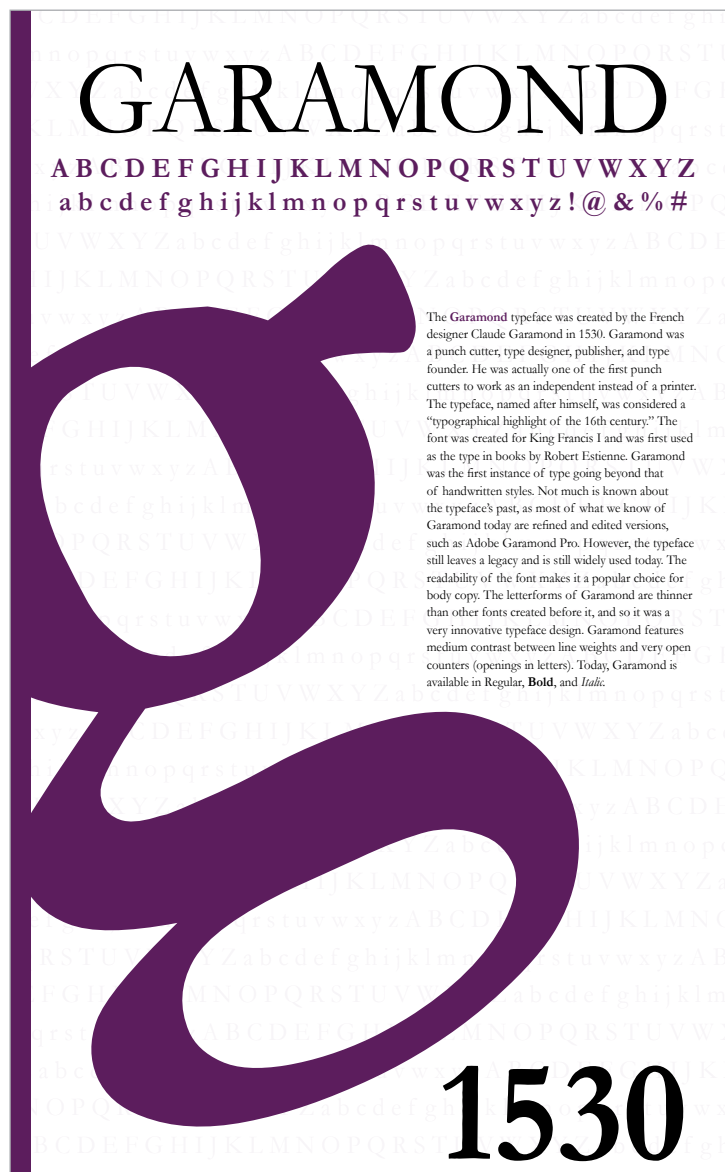 GARAMOND
A B C D E F G H I J K L M N O P Q R S T U V W X Y Z
a b c d e f g h i j k l m n o p q r s t u v w x y z ! @ & % #
g
The Garamond typeface was created by the French
designer Claude Garamond in 1530. Garamond was
a punch cutter, type designer, publisher, and type
founder. He was actually one of the first punch
cutters to work as an independent instead of a printer.
The typeface, named after himself, was considered a
“typographical highlight of the 16th century.” The
font was created for King Francis I and was first used
as the type in books by Robert Estienne. Garamond
was the first instance of type going beyond that
of handwritten styles. Not much is known about
the typeface’s past, as most of what we know of
Garamond today are refined and edited versions,
such as Adobe Garamond Pro. However, the typeface
still leaves a legacy and is still widely used today. The
readability of the font makes it a popular choice for
body copy. The letterforms of Garamond are thinner
than other fonts created before it, and so it was a
very innovative typeface design. Garamond features
medium contrast between line weights and very open
counters (openings in letters). Today, Garamond is
available in Regular, Bold, and Italic.
1530